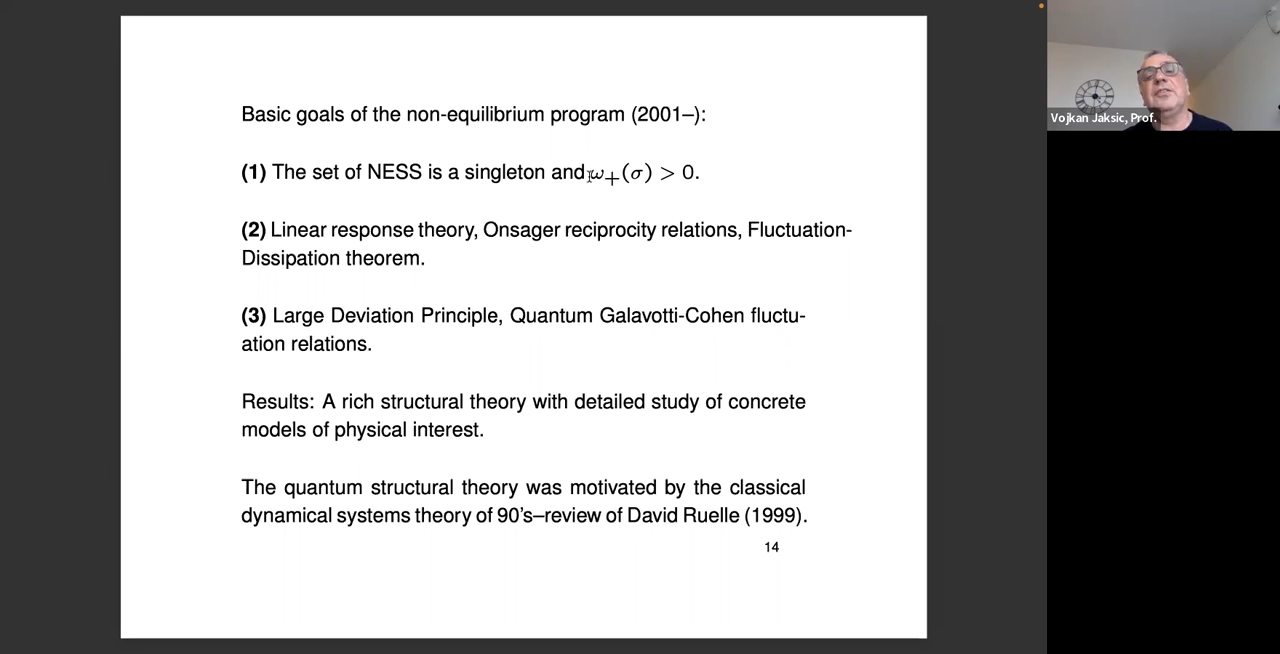 Basic goals of the non-equilibrium program (2001–):
(1) The set of NESS is a singleton and ω₊(σ) > 0.
(2) Linear response theory, Onsager reciprocity relations, Fluctuation-
Dissipation theorem.
(3) Large Deviation Principle, Quantum Galavotti-Cohen fluctu-
ation relations.
Results: A rich structural theory with detailed study of concrete
models of physical interest.
The quantum structural theory was motivated by the classical
dynamical systems theory of 90's–review of David Ruelle (1999).
14
Vojkan Jaksic, Prof.